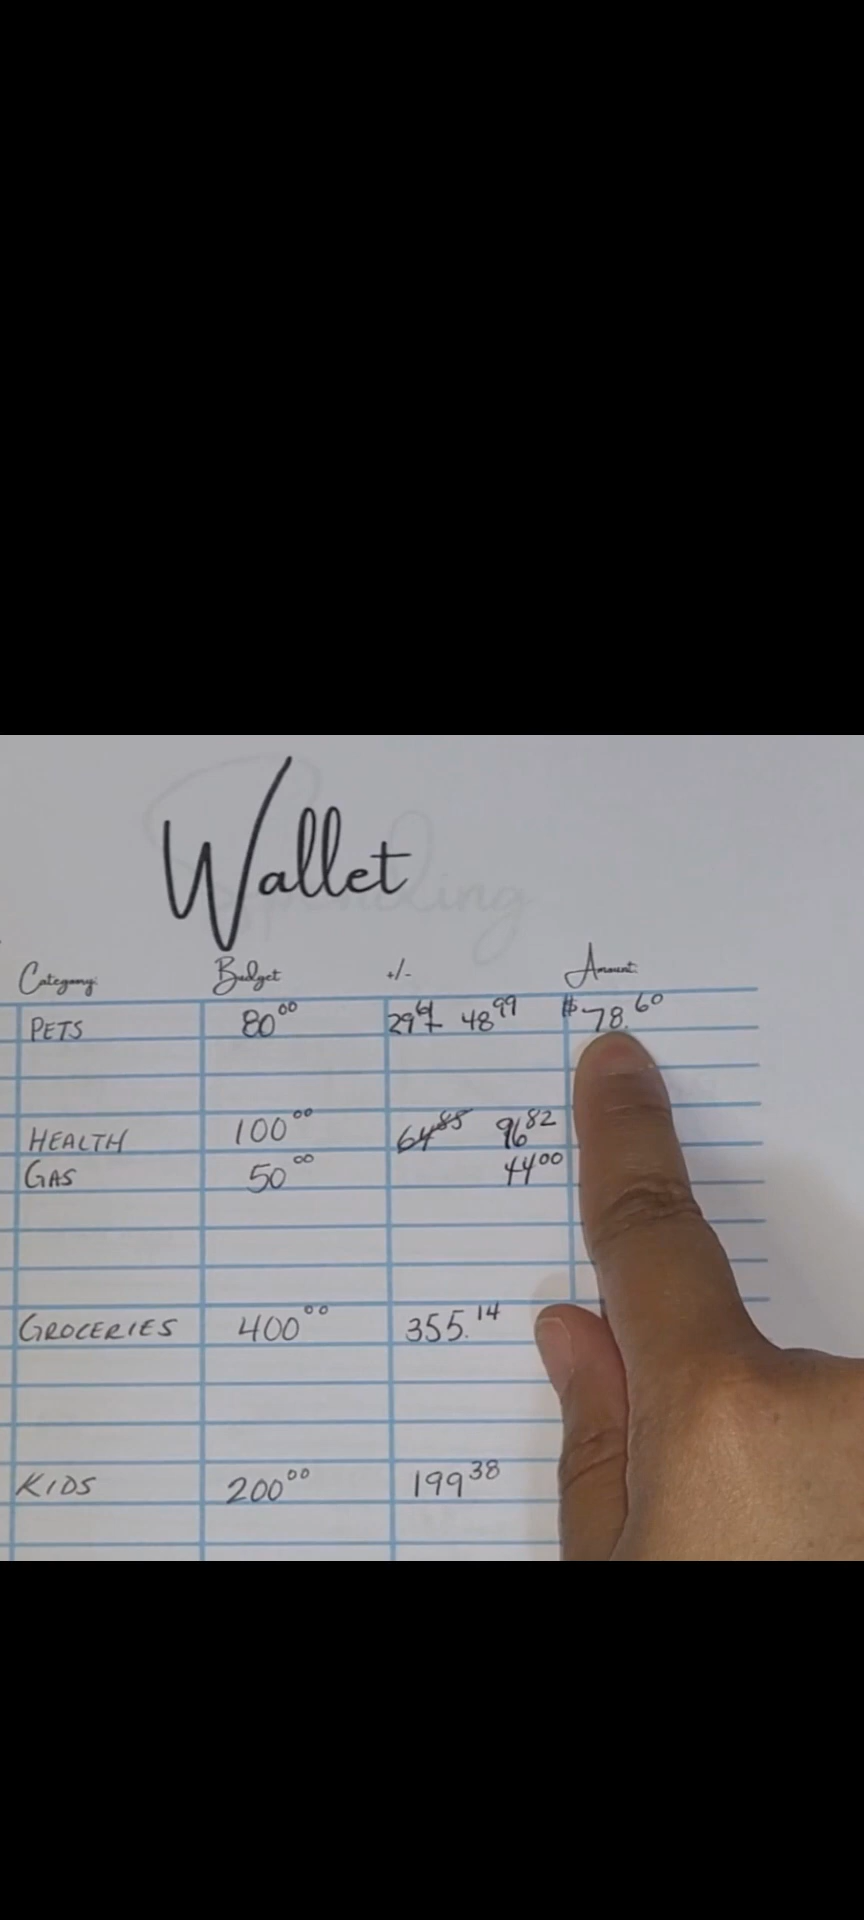 Wallet
Category: Budget +/- Amount:
PETS 80.00 29.61 + 48.99 $78.60
HEALTH 100.00 64.85 96.82
GAS 50.00 44.00
GROCERIES 400.00 355.14
KIDS 200.00 199.38